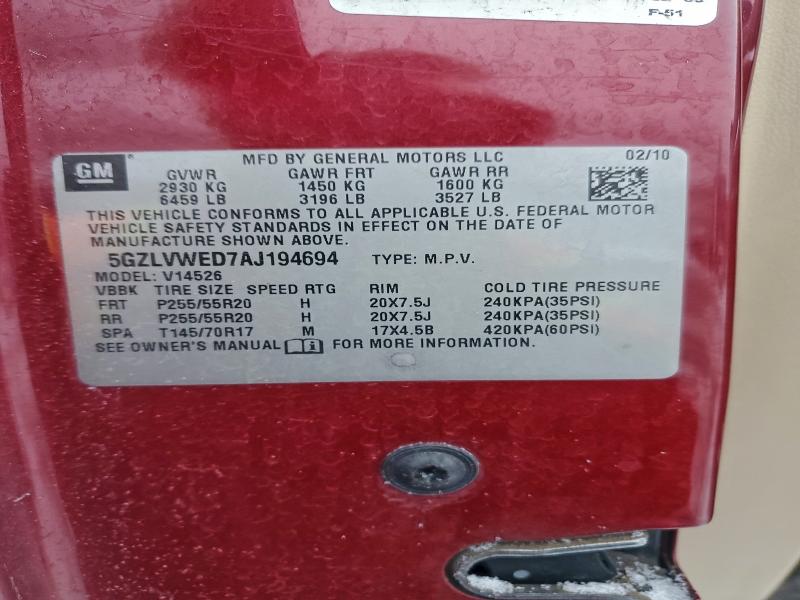 F-51
GM MFD BY GENERAL MOTORS LLC 02/10
GVWR GAWR FRT GAWR RR
2930 KG 1450 KG 1600 KG
6459 LB 3196 LB 3527 LB
THIS VEHICLE CONFORMS TO ALL APPLICABLE U.S. FEDERAL MOTOR
VEHICLE SAFETY STANDARDS IN EFFECT ON THE DATE OF
MANUFACTURE SHOWN ABOVE.
5GZLVWED7AJ194694 TYPE: M.P.V.
MODEL: V14526
VBBK TIRE SIZE SPEED RTG RIM COLD TIRE PRESSURE
FRT P255/55R20 H 20X7.5J 240KPA(35PSI)
RR P255/55R20 H 20X7.5J 240KPA(35PSI)
SPA T145/70R17 M 17X4.5B 420KPA(60PSI)
SEE OWNER'S MANUAL i FOR MORE INFORMATION.